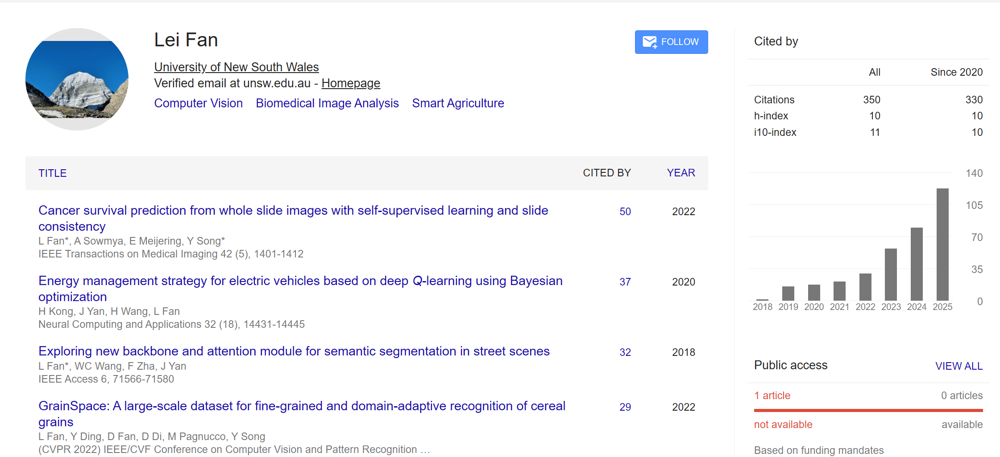 Lei Fan
FOLLOW
University of New South Wales
Verified email at unsw.edu.au - Homepage
Computer Vision Biomedical Image Analysis Smart Agriculture
TITLE CITED BY YEAR
Cancer survival prediction from whole slide images with self-supervised learning and slide 50 2022
consistency
L Fan*, A Sowmya, E Meijering, Y Song*
IEEE Transactions on Medical Imaging 42 (5), 1401-1412
Energy management strategy for electric vehicles based on deep Q-learning using Bayesian 37 2020
optimization
H Kong, J Yan, H Wang, L Fan
Neural Computing and Applications 32 (18), 14431-14445
Exploring new backbone and attention module for semantic segmentation in street scenes 32 2018
L Fan*, WC Wang, F Zha, J Yan
IEEE Access 6, 71566-71580
GrainSpace: A large-scale dataset for fine-grained and domain-adaptive recognition of cereal 29 2022
grains
L Fan, Y Ding, D Fan, D Di, M Pagnucco, Y Song
(CVPR 2022) IEEE/CVF Conference on Computer Vision and Pattern Recognition …
Cited by
All Since 2020
Citations 350 330
h-index 10 10
i10-index 11 10
140
105
70
35
0
2018 2019 2020 2021 2022 2023 2024 2025
Public access VIEW ALL
1 article 0 articles
not available available
Based on funding mandates